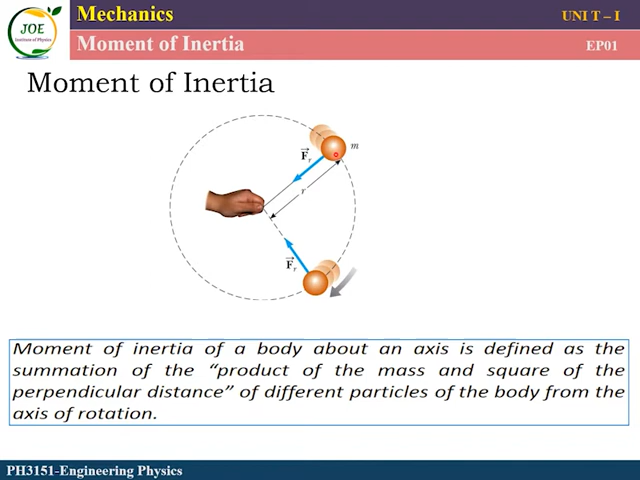 JOE
Institute of Physics
Mechanics
UNIT – I
Moment of Inertia
EP01
Moment of Inertia
m
F r
r
F r
Moment of inertia of a body about an axis is defined as the
summation of the “product of the mass and square of the
perpendicular distance” of different particles of the body from the
axis of rotation.
PH3151-Engineering Physics